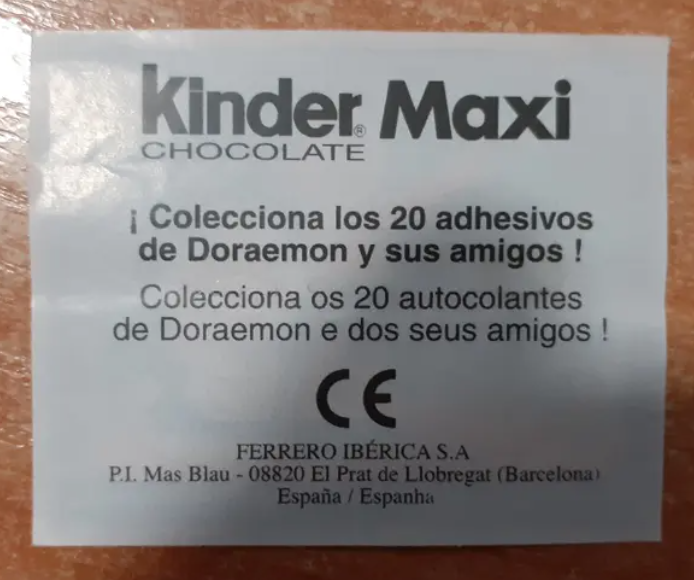 Kinder® Maxi
CHOCOLATE
¡ Colecciona los 20 adhesivos
de Doraemon y sus amigos !
Colecciona os 20 autocolantes
de Doraemon e dos seus amigos !
CE
FERRERO IBÉRICA S.A
P.I. Mas Blau - 08820 El Prat de Llobregat (Barcelona)
España / Espanha